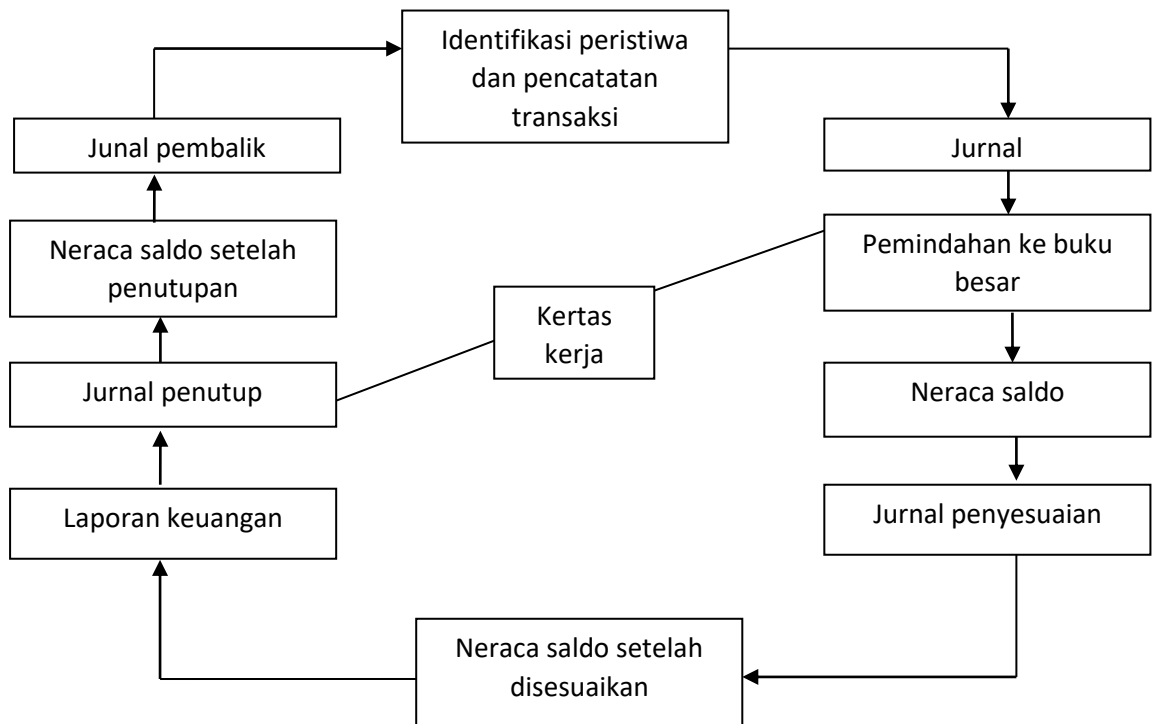 Identifikasi peristiwa
dan pencatatan
transaksi
Junal pembalik
Jurnal
Neraca saldo setelah
penutupan
Pemindahan ke buku
besar
Kertas
kerja
Jurnal penutup
Neraca saldo
Laporan keuangan
Jurnal penyesuaian
Neraca saldo setelah
disesuaikan